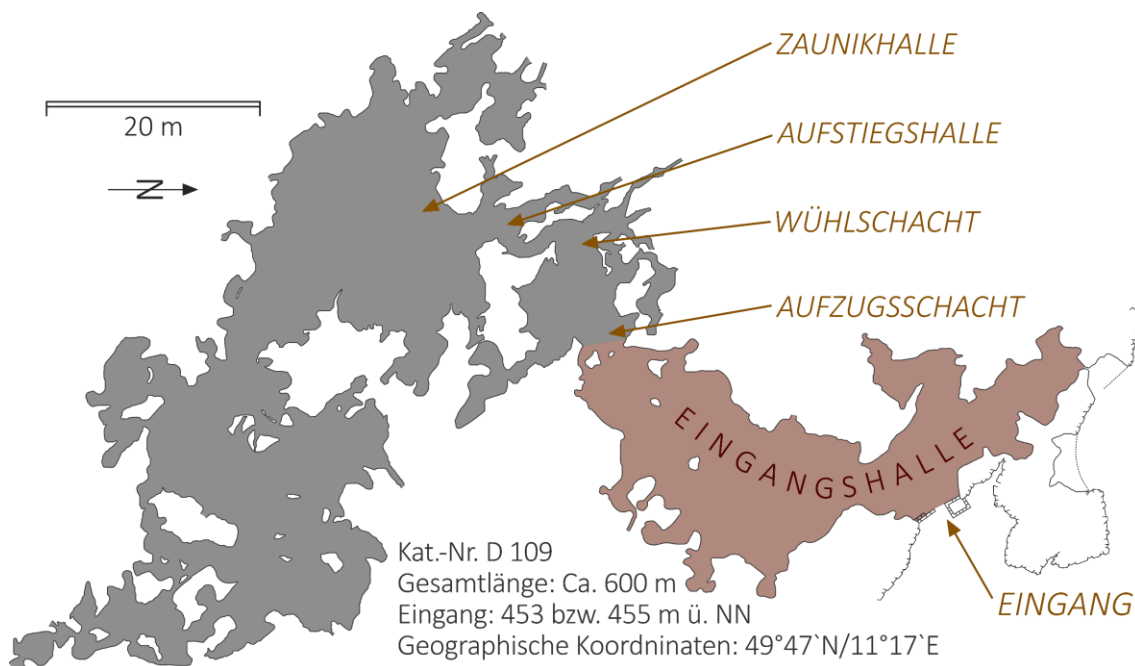 ZAUNIKHALLE
20 m
AUFSTIEGSHALLE
N
WÜHLSCHACHT
AUFZUGSSCHACHT
EINGANGSHALLE
Kat.-Nr. D 109
Gesamtlänge: Ca. 600 m
Eingang: 453 bzw. 455 m ü. NN
Geographische Koordninaten: 49°47`N/11°17`E
EINGANG